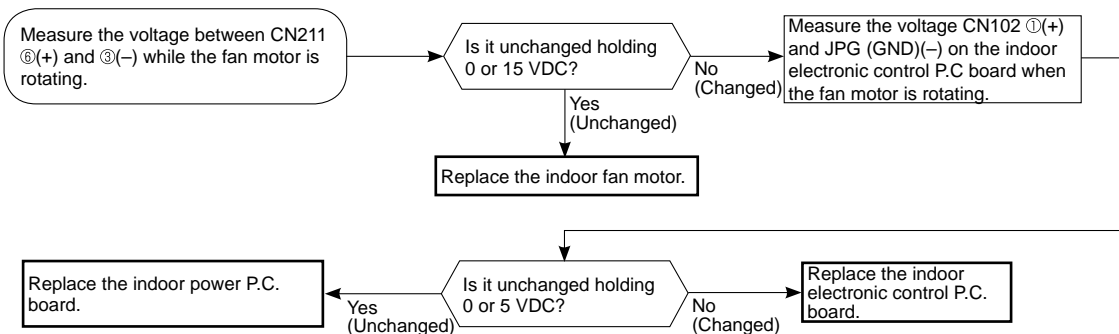 Measure the voltage between CN211
⑥(+) and ③(–) while the fan motor is
rotating.
Is it unchanged holding
0 or 15 VDC?
No
(Changed)
Measure the voltage CN102 ①(+)
and JPG (GND)(–) on the indoor
electronic control P.C board when
the fan motor is rotating.
Yes
(Unchanged)
Replace the indoor fan motor.
Is it unchanged holding
0 or 5 VDC?
Yes
(Unchanged)
Replace the indoor power P.C.
board.
No
(Changed)
Replace the indoor
electronic control P.C.
board.